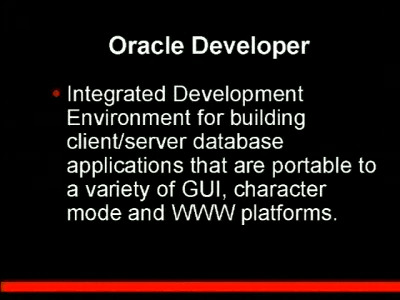 Oracle Developer
• Integrated Development
Environment for building
client/server database
applications that are portable to
a variety of GUI, character
mode and WWW platforms.